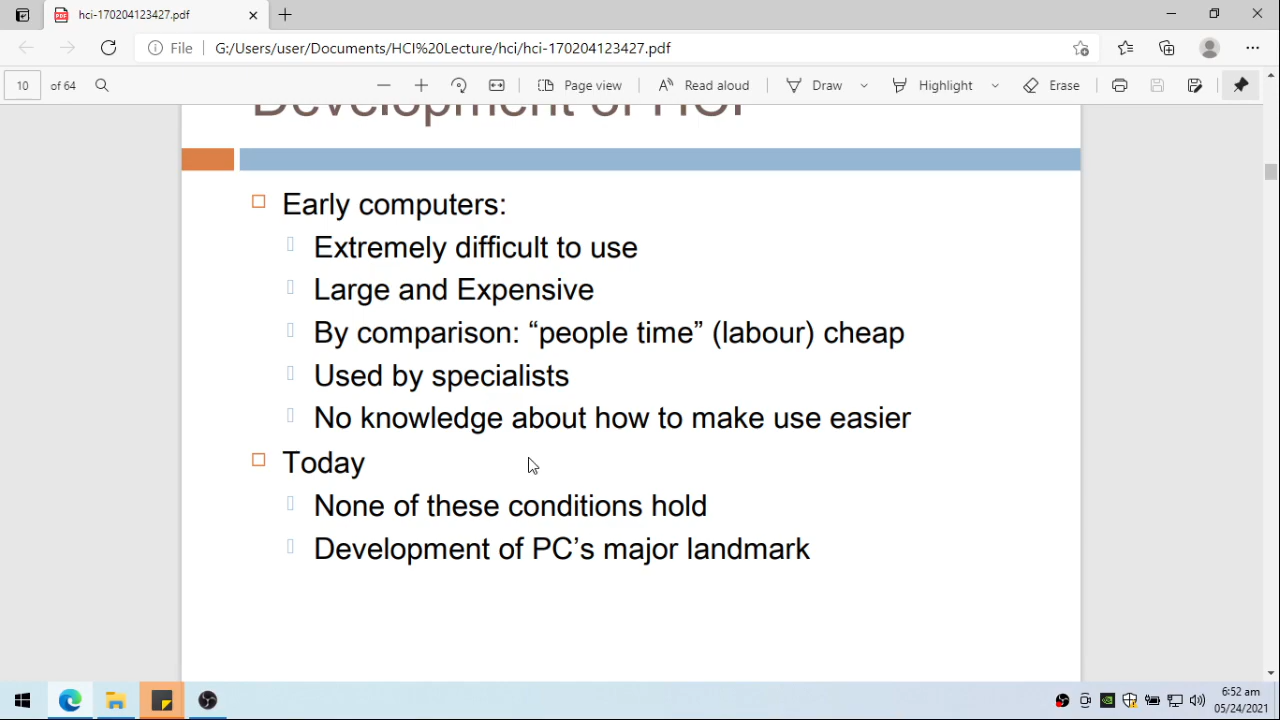 hci-170204123427.pdf
File
G:/Users/user/Documents/HCI%20Lecture/hci/hci-170204123427.pdf
10 of 64
Page view
Read aloud
Draw
Highlight
Erase
Development of HCI
Early computers:
Extremely difficult to use
Large and Expensive
By comparison: “people time” (labour) cheap
Used by specialists
No knowledge about how to make use easier
Today
None of these conditions hold
Development of PC’s major landmark
6:52 am
05/24/2021